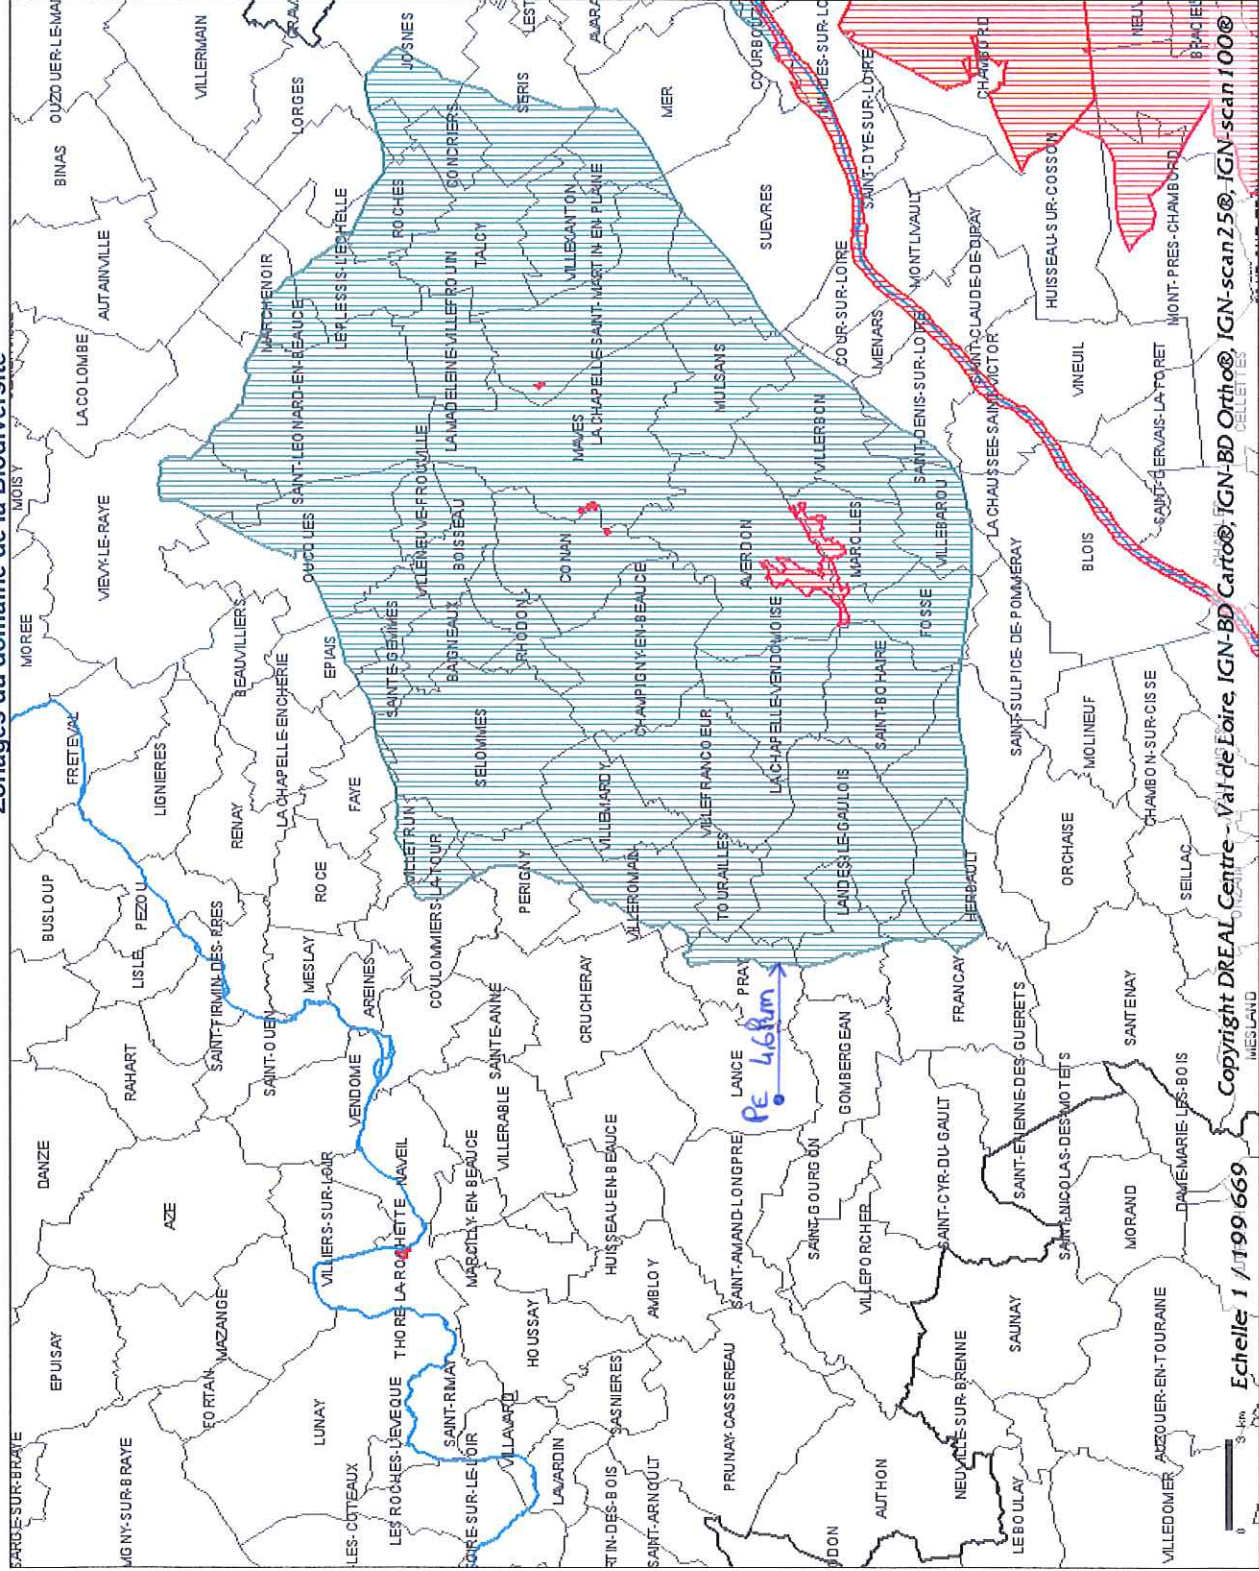 Zonages du domaine de la Biodiversité
SARGE-SUR-BRAYE
EPUISAY
DANZE
BUSLOUP
FRETEVAL
MOREE
MOISY
BINAS
OUZOUER-LE-MAR
RAHART
LISLE
PEZOU
LIGNIERES
VIEVY-LE-RAYE
LA COLOMBE
AUTAINVILLE
VILLERMAIN
AZE
FORTAN
MAZANGE
SAINT-FIRMIN-DES-PRES
RENAY
BEAUVILLIERS
MARCHENOIR
LORGES
LUNAY
VILLIERS-SUR-LOIR
SAINT-OUEN
MESLAY
ROCE
LA CHAPELLE-ENCHERIE
EPIAIS
OUCQUES
SAINT-LEONARD-EN-BEAUCE
LE PLESSIS-L'ECHELLE
LES-COTTEAUX
VENDOME
AREINES
FAYE
JOSNES
LES ROCHES-L'EVEQUE
THORE-LA-ROCHETTE
NAVEIL
VILLETRUN
SAINTE-GEMMES
VILLENEUVE-FROUVILLE
ROCHES
COULOMMIERS-LA-TOUR
BAIGNEAUX
BOISSEAU
LA MADELEINE-VILLEFROUIN
CONCRIERS
SAINT-RIMAY
MARCILLY-EN-BEAUCE
SELOMMES
TALCY
VILLAVARD
VILLERABLE
SAINTE-ANNE
PERIGNY
RHODON
SERIS
LAVARDIN
HOUSSAY
CONAN
MAVES
VILLEXANTON
LA CHAPELLE-SAINT-MARTIN-EN-PLAINE
SASNIERES
HUISSEAU-EN-BEAUCE
CRUCHERAY
VILLEMARDY
SAINT-ARNOULT
AMBLOY
VILLEROMAIN
CHAMPIGNY-EN-BEAUCE
MER
PRUNAY-CASSEREAU
SAINT-AMAND-LONGPRE
LANCE
PRAY
TOURAILLES
VILLEFRANCOEUR
AVERDON
MULSANS
SUEVRES
PE 4,6km
LA CHAPELLE-VENDOMOISE
SAINT-GOURGON
GOMBERGEAN
LANDES-LE-GAULOIS
MAROLLES
VILLERBON
COUR-SUR-LOIRE
AUTHON
VILLEPORCHER
SAINT-BOHAIRE
MENARS
SAINT-DYE-SUR-LOIRE
SAINT-CYR-DU-GAULT
FRANCAY
HERBAULT
FOSSE
VILLEBAROU
SAINT-DENIS-SUR-LOIRE
MONTLIVAULT
NEUVILLE-SUR-BRENNE
SAINT-ETIENNE-DES-GUERETS
SAINT-CLAUDE-DE-DIRAY
CHAMBORD
LE BOULAY
SAUNAY
SAINT-NICOLAS-DES-MOTETS
SAINT-SULPICE-DE-POMMERAY
LA CHAUSSEE-SAINT-VICTOR
ORCHAISE
MOLINEUF
BLOIS
VINEUIL
HUISSEAU-SUR-COSSON
MORAND
SANTENAY
CHAMBON-SUR-CISSE
SAINT-GERVAIS-LA-FORET
MONT-PRES-CHAMBORD
VILLEDOMER
AUZOUER-EN-TOURAINE
DAME-MARIE-LES-BOIS
SEILLAC
MESLAND
CELLETTES
0 3 km
Echelle: 1 / 199 669
Copyright DREAL Centre - Val de Loire, IGN-BD Carto®, IGN-BD Ortho®, IGN-scan25®, IGN-scan100®